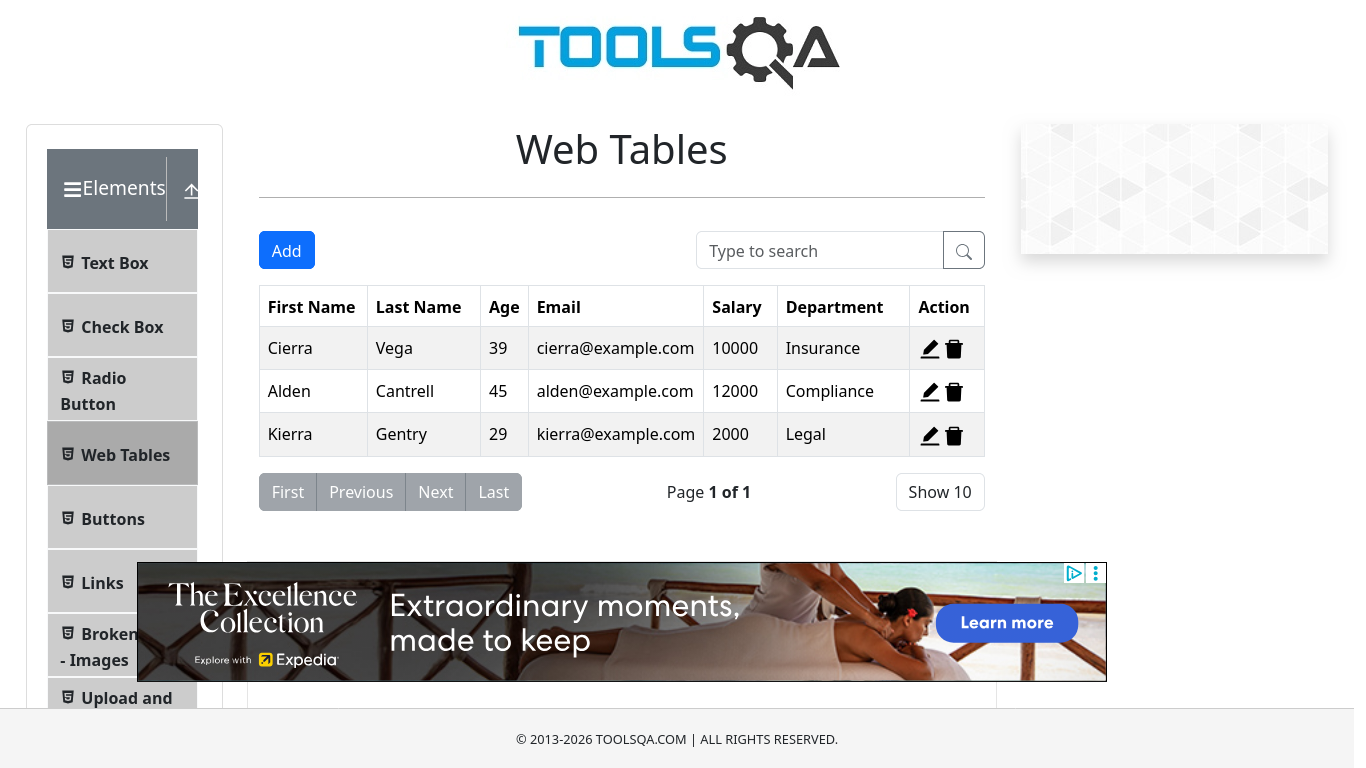 TOOLSQA
Elements
Text Box
Check Box
Radio
Button
Web Tables
Buttons
Links
Broken
- Images
Upload and
Web Tables
Add
Type to search
First Name Last Name Age Email Salary Department Action
Cierra Vega 39 cierra@example.com 10000 Insurance
Alden Cantrell 45 alden@example.com 12000 Compliance
Kierra Gentry 29 kierra@example.com 2000 Legal
First Previous Next Last Page 1 of 1 Show 10
The Excellence
Collection
Explore with Expedia
Extraordinary moments,
made to keep
Learn more
© 2013-2026 TOOLSQA.COM | ALL RIGHTS RESERVED.